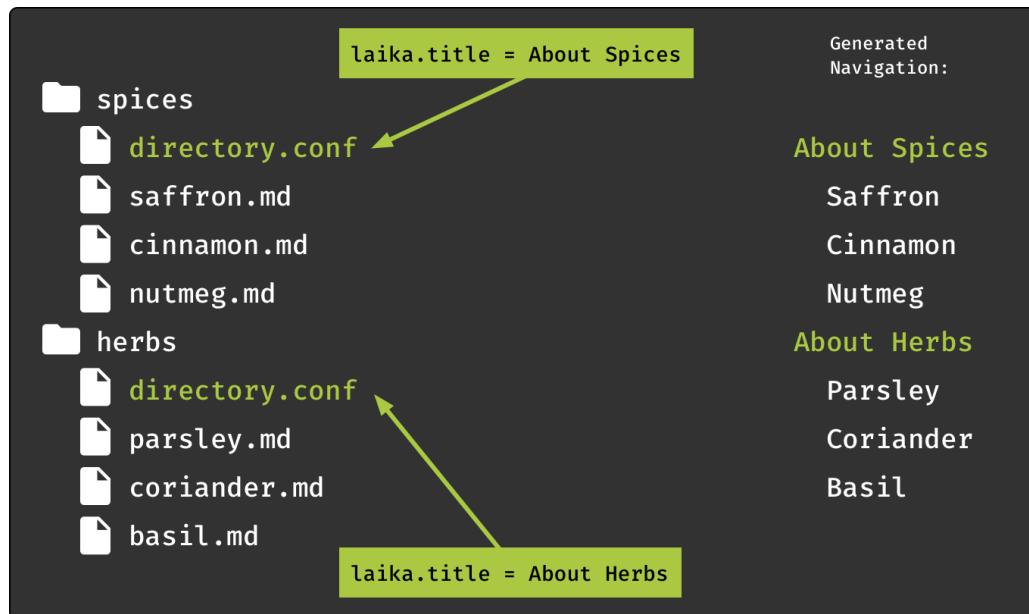 laika.title = About Spices
Generated
Navigation:
spices
directory.conf
About Spices
saffron.md
Saffron
cinnamon.md
Cinnamon
nutmeg.md
Nutmeg
herbs
About Herbs
directory.conf
Parsley
parsley.md
Coriander
coriander.md
Basil
basil.md
laika.title = About Herbs